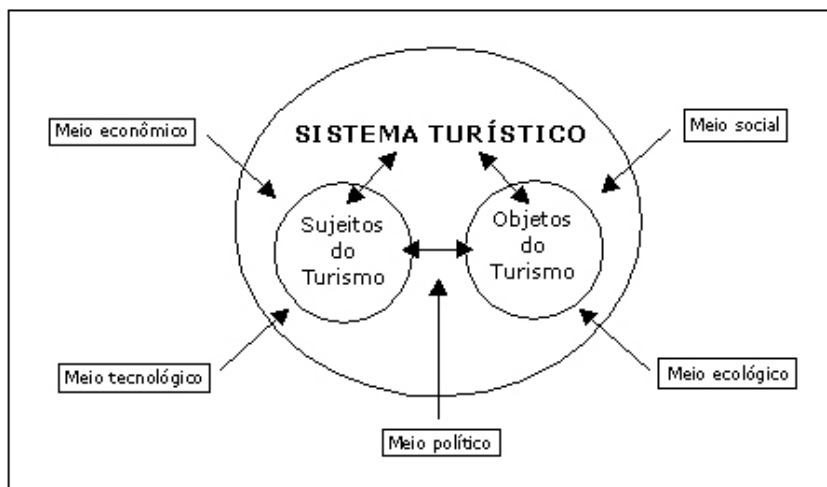 Meio econômico
Meio social
SISTEMA TURÍSTICO
Sujeitos
do
Turismo
Objetos
do
Turismo
Meio tecnológico
Meio ecológico
Meio político